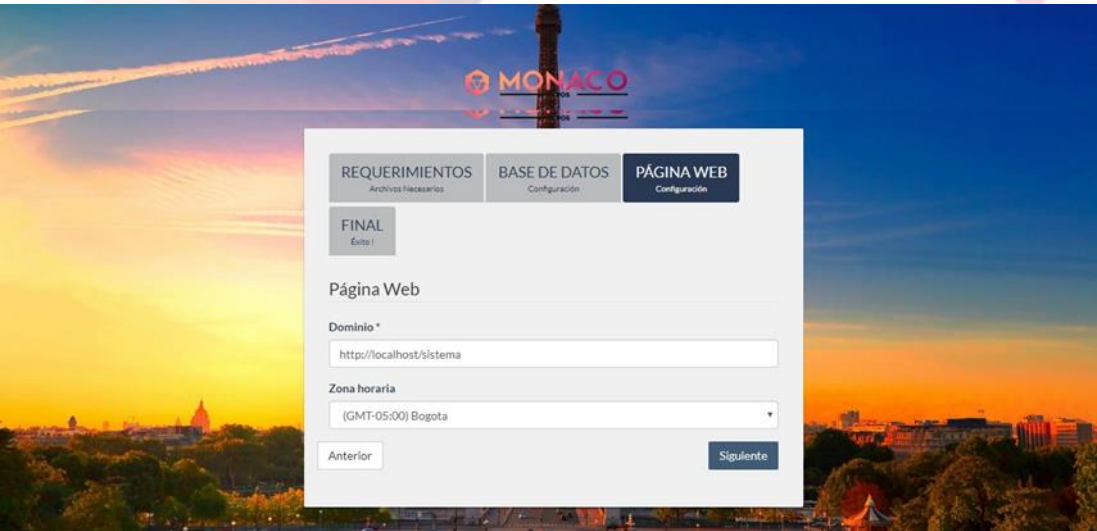 MONACO
POS
REQUERIMIENTOS
Archivos Necesarios
BASE DE DATOS
Configuración
PÁGINA WEB
Configuración
FINAL
Éxito !
Página Web
Dominio *
http://localhost/sistema
Zona horaria
(GMT-05:00) Bogota
Anterior
Siguiente